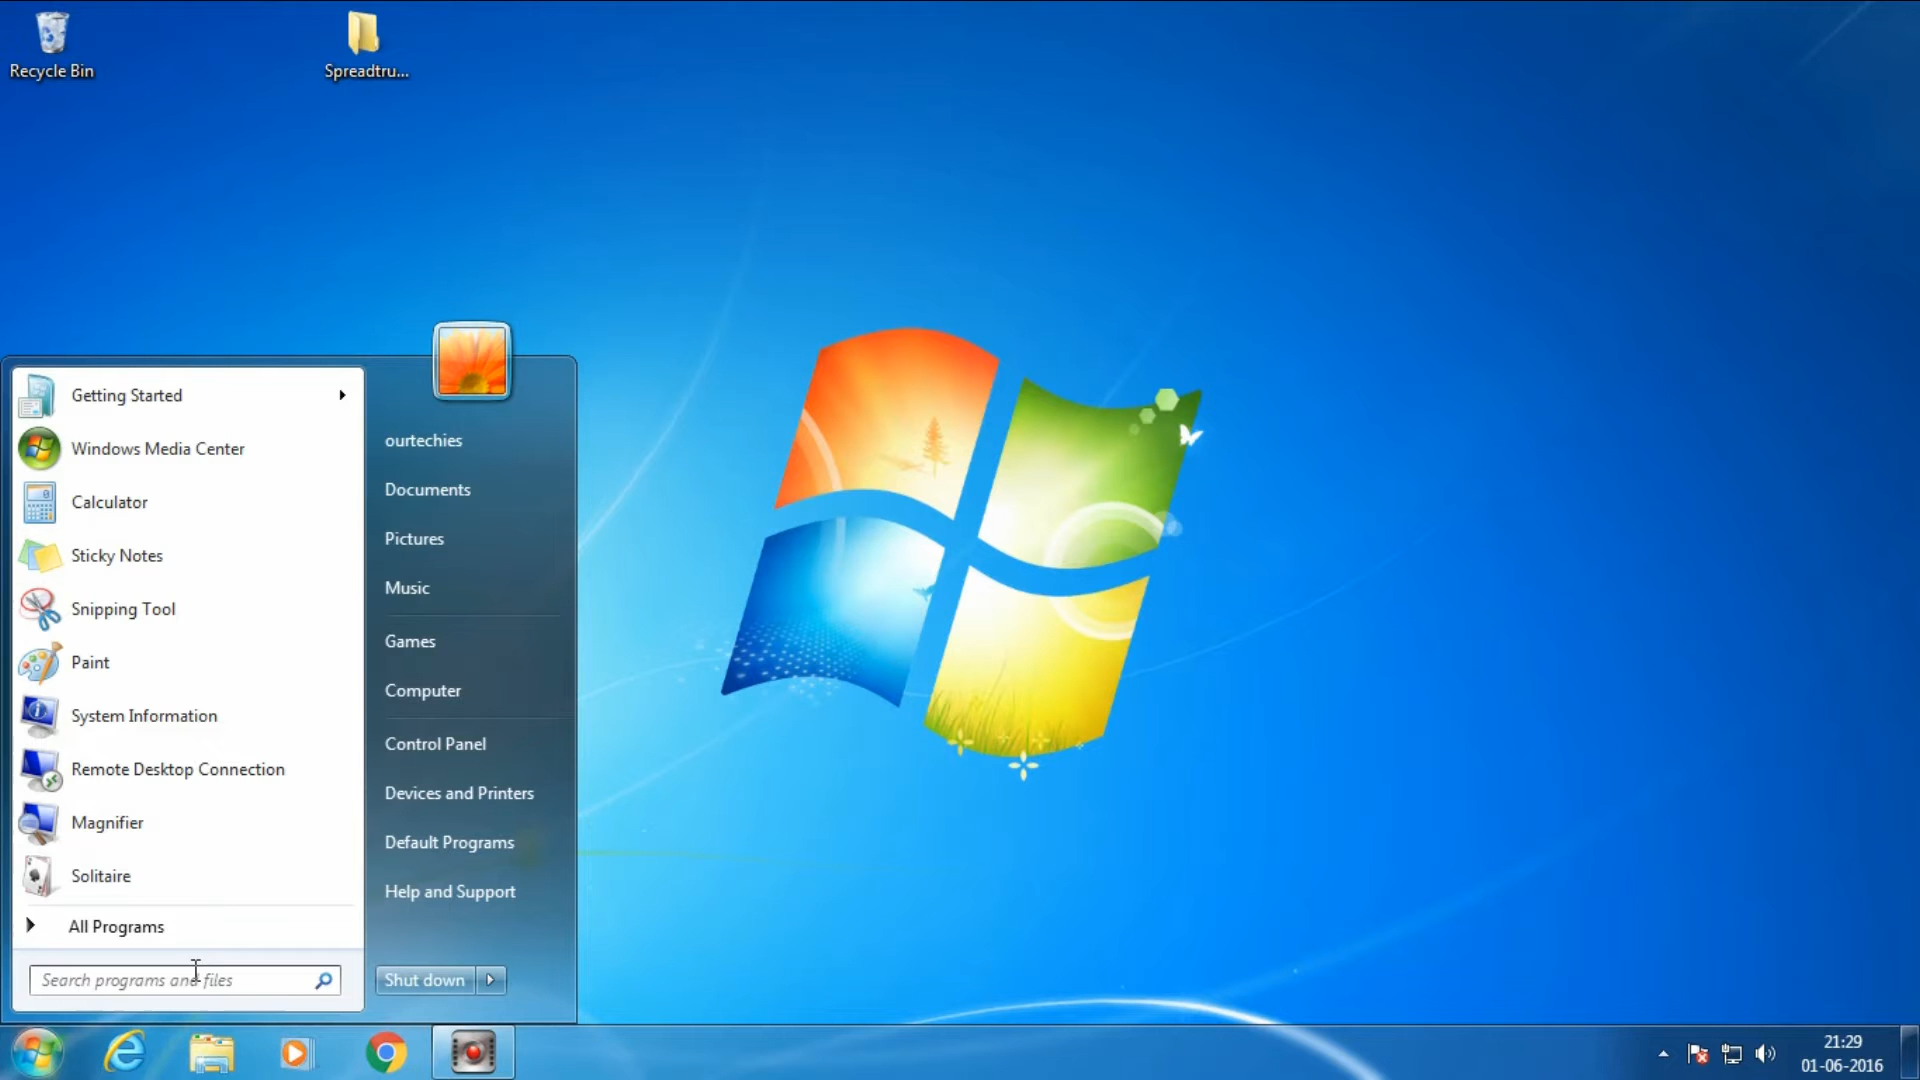 Recycle Bin
Spreadtru...
Getting Started
Windows Media Center
Calculator
Sticky Notes
Snipping Tool
Paint
System Information
Remote Desktop Connection
Magnifier
Solitaire
All Programs
Search programs and files
ourtechies
Documents
Pictures
Music
Games
Computer
Control Panel
Devices and Printers
Default Programs
Help and Support
Shut down
21:29
01-06-2016